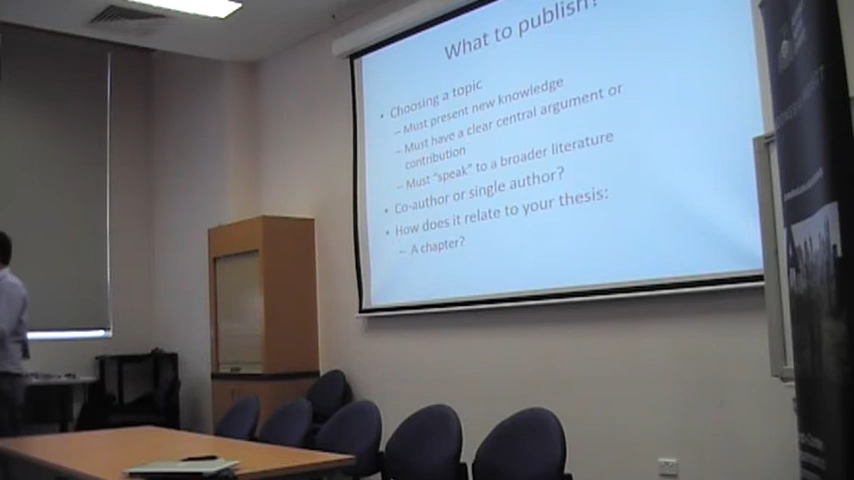 What to publish?
• Choosing a topic
– Must present new knowledge
– Must have a clear central argument or
contribution
– Must "speak" to a broader literature
• Co-author or single author?
• How does it relate to your thesis:
– A chapter?